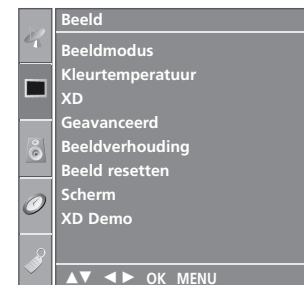 Beeld
Beeldmodus
Kleurtemperatuur
XD
Geavanceerd
Beeldverhouding
Beeld resetten
Scherm
XD Demo
▲▼ ◄► OK MENU